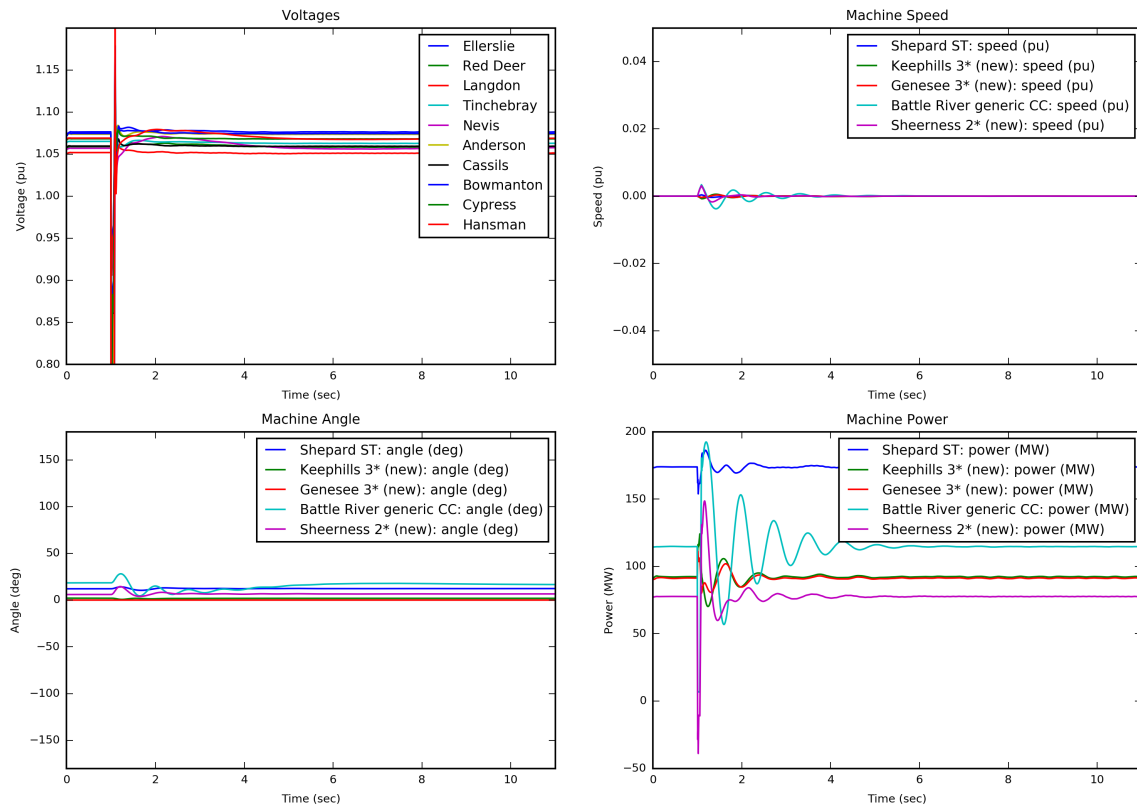 Voltages
1.15
1.10
1.05
1.00
0.95
0.90
0.85
0.80
Voltage (pu)
0
2
4
6
8
10
Time (sec)
Ellerslie
Red Deer
Langdon
Tinchebray
Nevis
Anderson
Cassils
Bowmanton
Cypress
Hansman
Machine Speed
0.04
0.02
0.00
−0.02
−0.04
Speed (pu)
0
2
4
6
8
10
Time (sec)
Shepard ST: speed (pu)
Keephills 3* (new): speed (pu)
Genesee 3* (new): speed (pu)
Battle River generic CC: speed (pu)
Sheerness 2* (new): speed (pu)
Machine Angle
150
100
50
0
−50
−100
−150
Angle (deg)
0
2
4
6
8
10
Time (sec)
Shepard ST: angle (deg)
Keephills 3* (new): angle (deg)
Genesee 3* (new): angle (deg)
Battle River generic CC: angle (deg)
Sheerness 2* (new): angle (deg)
Machine Power
200
150
100
50
0
−50
Power (MW)
0
2
4
6
8
10
Time (sec)
Shepard ST: power (MW)
Keephills 3* (new): power (MW)
Genesee 3* (new): power (MW)
Battle River generic CC: power (MW)
Sheerness 2* (new): power (MW)